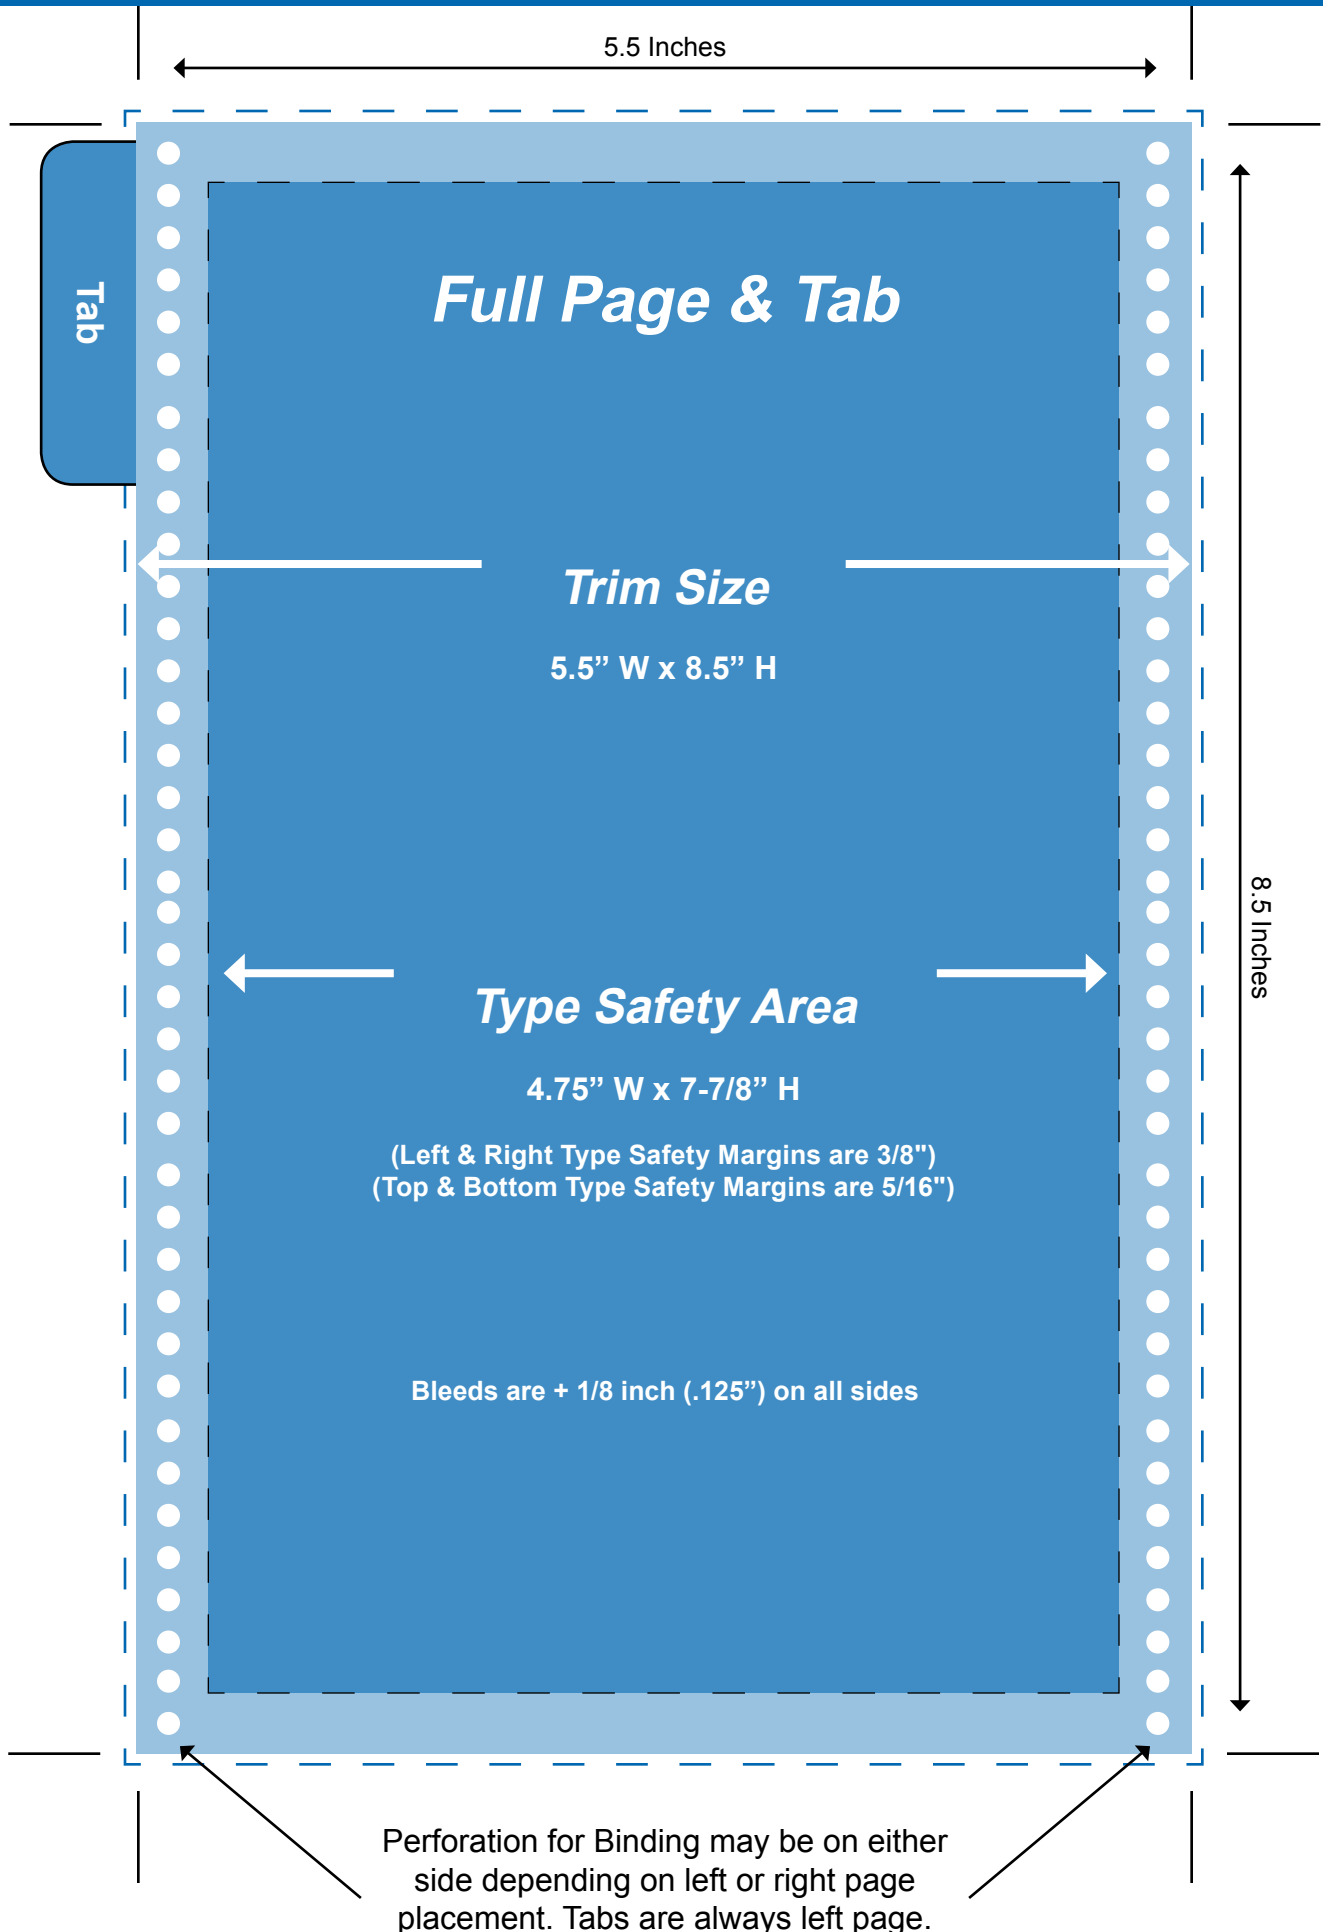 5.5 Inches
Tab
Full Page & Tab
Trim Size
5.5” W x 8.5” H
8.5 Inches
Type Safety Area
4.75” W x 7-7/8” H
(Left & Right Type Safety Margins are 3/8")
(Top & Bottom Type Safety Margins are 5/16")
Bleeds are + 1/8 inch (.125”) on all sides
Perforation for Binding may be on either
side depending on left or right page
placement. Tabs are always left page.